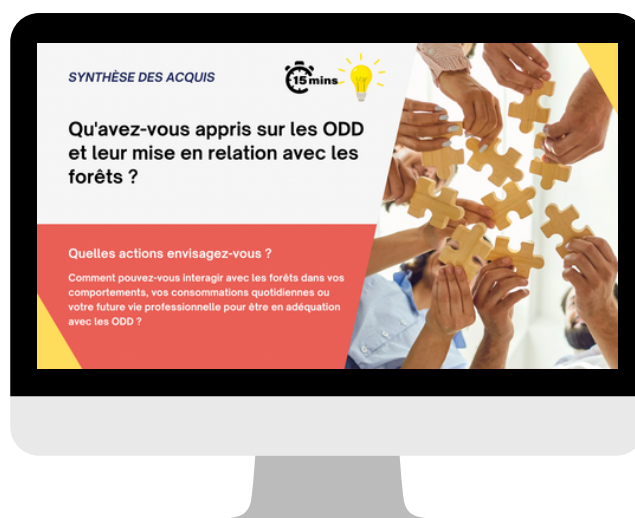 SYNTHÈSE DES ACQUIS
15 mins
Qu'avez-vous appris sur les ODD
et leur mise en relation avec les
forêts ?
Quelles actions envisagez-vous ?
Comment pouvez-vous interagir avec les forêts dans vos
comportements, vos consommations quotidiennes ou
votre future vie professionnelle pour être en adéquation
avec les ODD ?